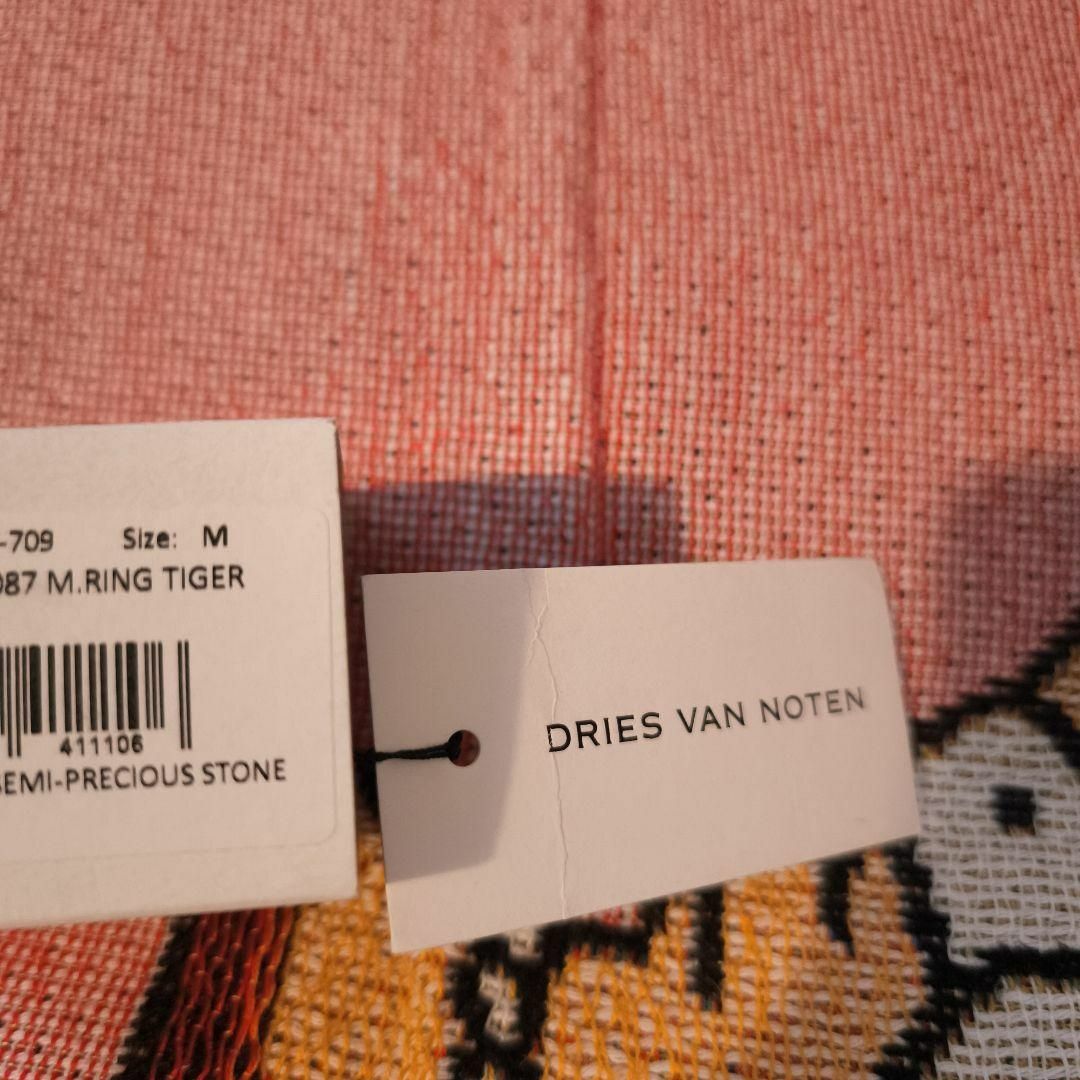 -709 Size: M
087 M.RING TIGER
411106
SEMI-PRECIOUS STONE
DRIES VAN NOTEN